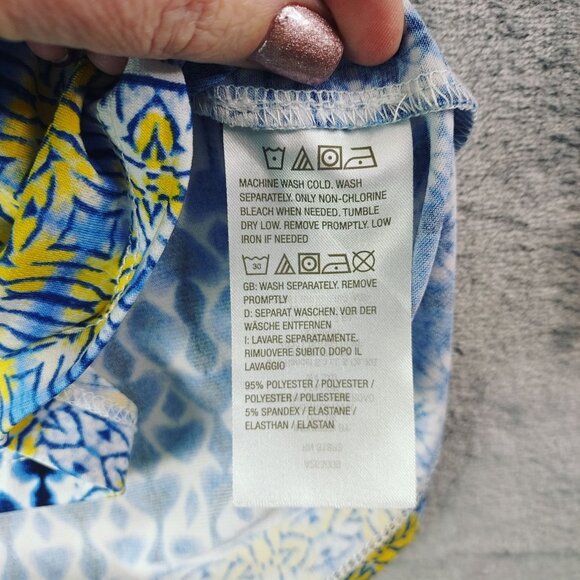 MACHINE WASH COLD. WASH
SEPARATELY. ONLY NON-CHLORINE
BLEACH WHEN NEEDED. TUMBLE
DRY LOW. REMOVE PROMPTLY. LOW
IRON IF NEEDED
30
GB: WASH SEPARATELY. REMOVE
PROMPTLY
D: SEPARAT WASCHEN. VOR DER
WÄSCHE ENTFERNEN
I: LAVARE SEPARATAMENTE.
RIMUOVERE SUBITO DOPO IL
LAVAGGIO
95% POLYESTER / POLYESTER /
POLYESTER / POLIESTERE
5% SPANDEX / ELASTANE /
ELASTHAN / ELASTAN